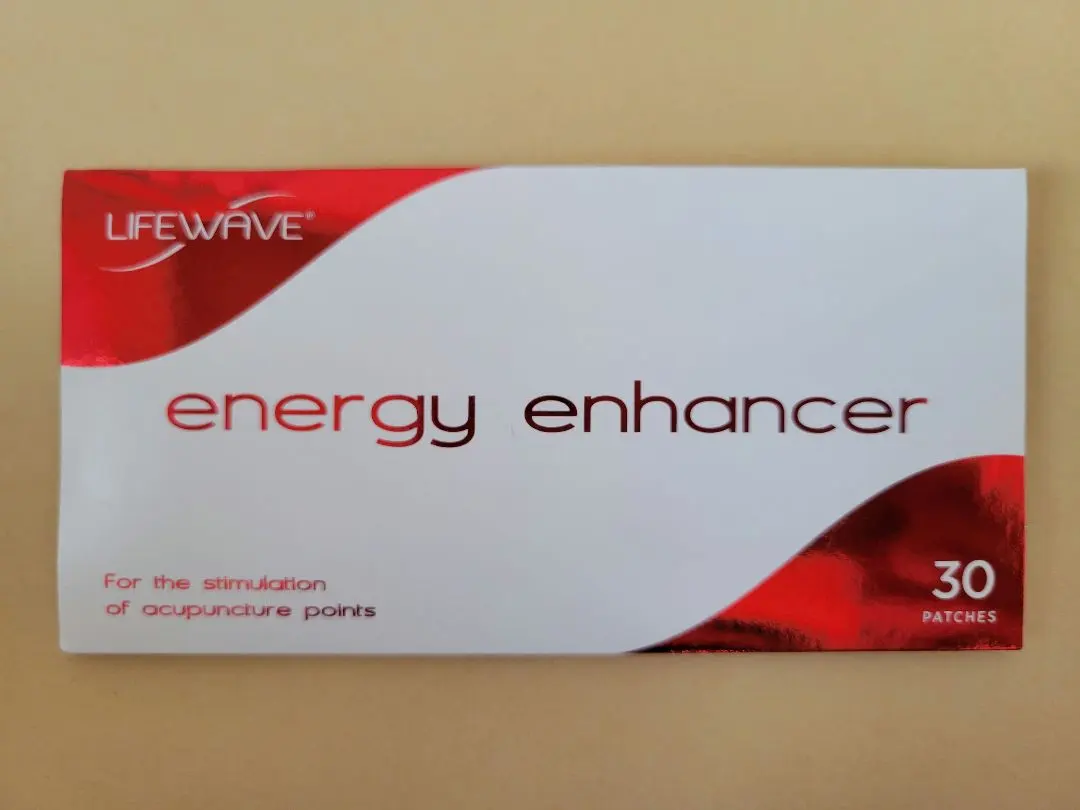 LIFEWAVE®
energy enhancer
For the stimulation
of acupuncture points
30
PATCHES